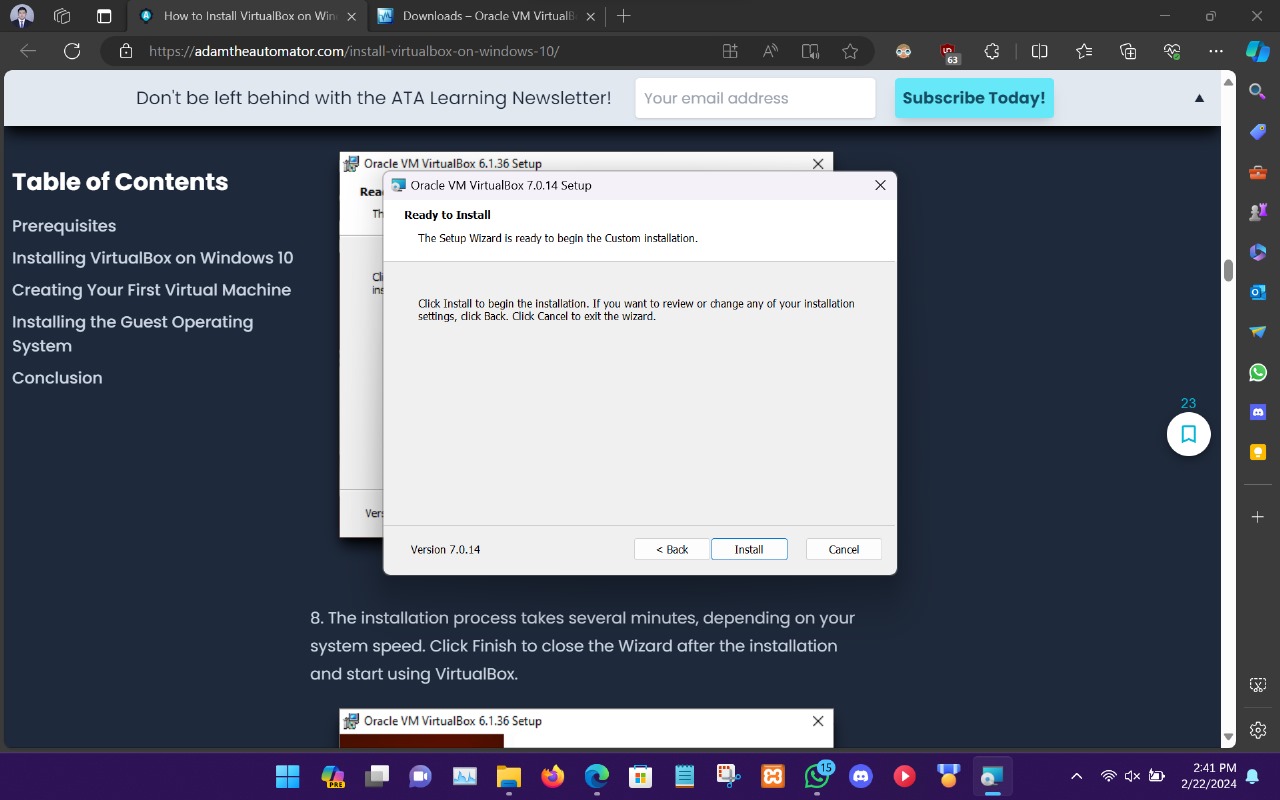 How to Install VirtualBox on Win
Downloads – Oracle VM VirtualB
https://adamtheautomator.com/install-virtualbox-on-windows-10/
63
Don't be left behind with the ATA Learning Newsletter!
Your email address
Subscribe Today!
Table of Contents
Prerequisites
Installing VirtualBox on Windows 10
Creating Your First Virtual Machine
Installing the Guest Operating
System
Conclusion
Oracle VM VirtualBox 6.1.36 Setup
Oracle VM VirtualBox 7.0.14 Setup
Ready to Install
The Setup Wizard is ready to begin the Custom installation.
Click Install to begin the installation. If you want to review or change any of your installation
settings, click Back. Click Cancel to exit the wizard.
Version 7.0.14
< Back
Install
Cancel
23
8. The installation process takes several minutes, depending on your
system speed. Click Finish to close the Wizard after the installation
and start using VirtualBox.
Oracle VM VirtualBox 6.1.36 Setup
PRE
15
2:41 PM
2/22/2024